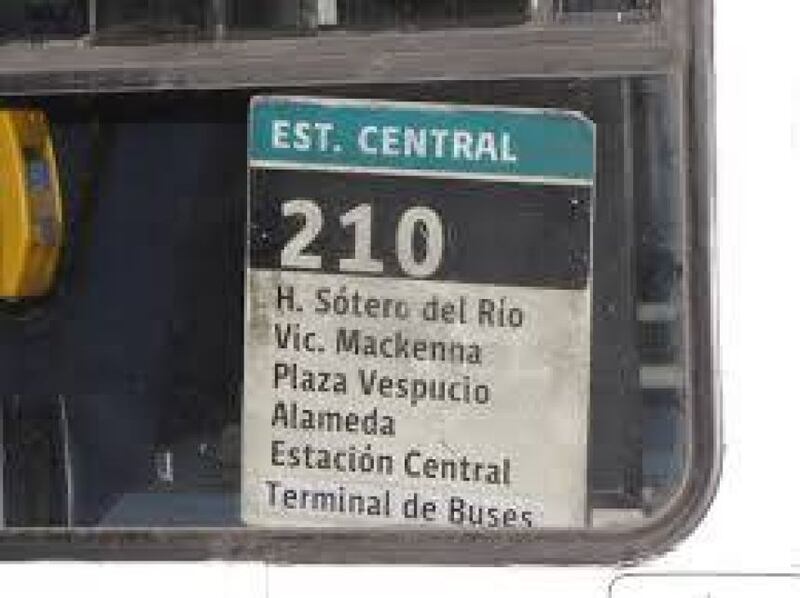 EST. CENTRAL
210
H. Sótero del Río
Vic. Mackenna
Plaza Vespucio
Alameda
Estación Central
Terminal de Buses